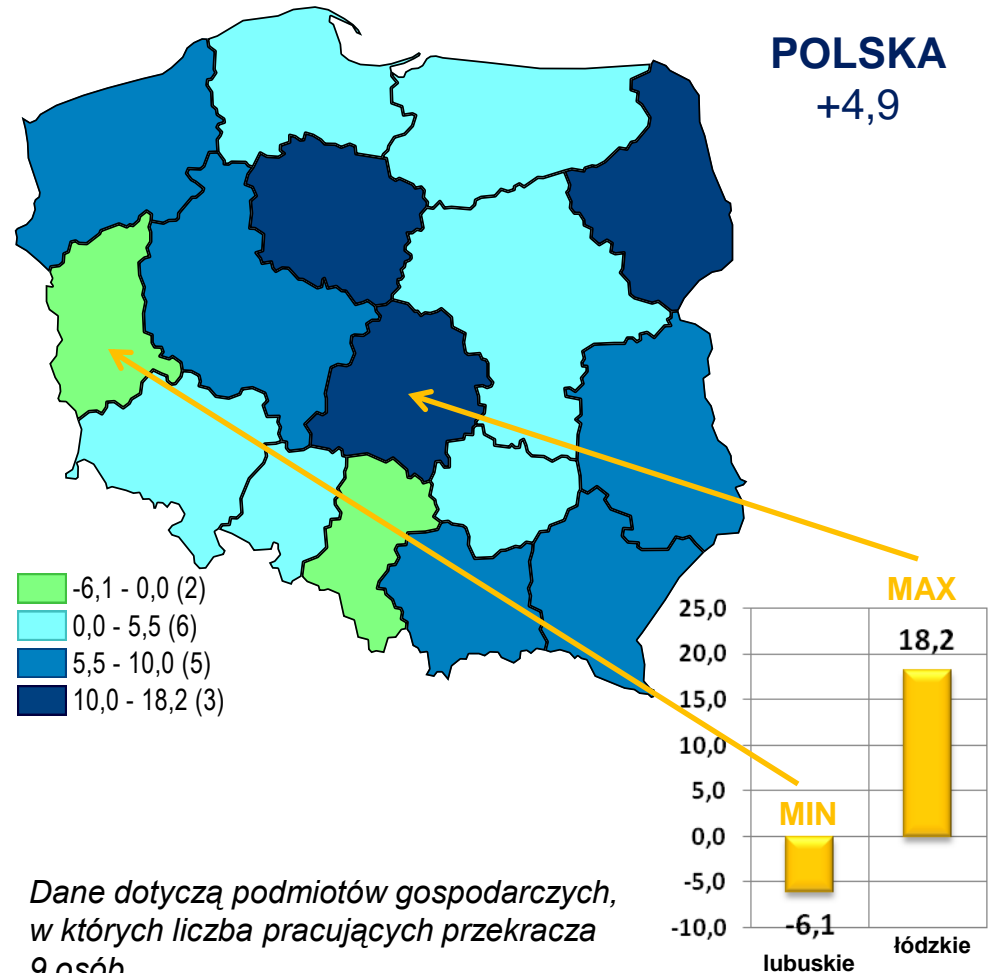 POLSKA
+4,9
-6,1 - 0,0 (2)
0,0 - 5,5 (6)
5,5 - 10,0 (5)
10,0 - 18,2 (3)
MAX
25,0
20,0
15,0
10,0
5,0
0,0
-5,0
-10,0
18,2
MIN
-6,1
lubuskie
łódzkie
Dane dotyczą podmiotów gospodarczych,
w których liczba pracujących przekracza
9 osób